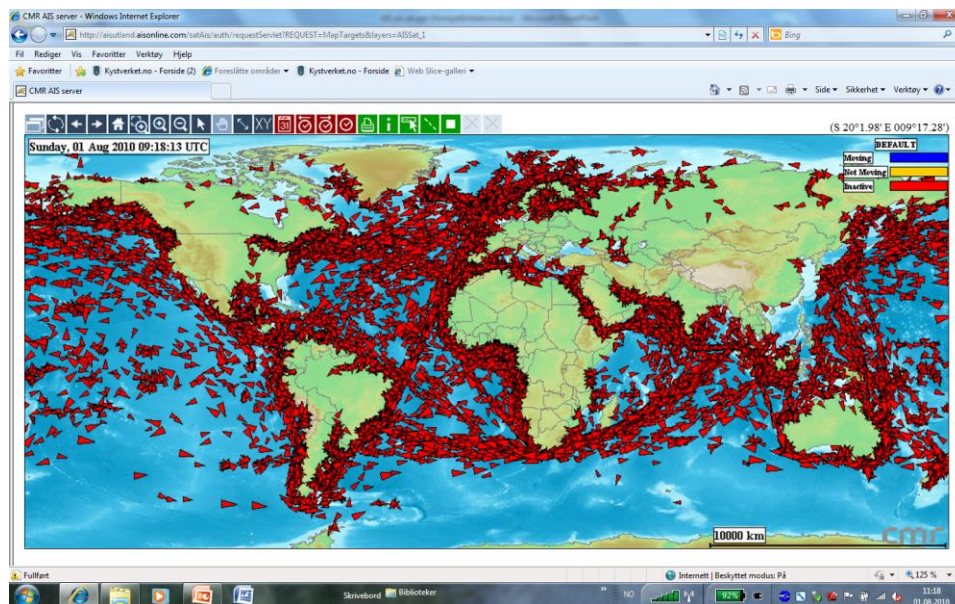 CMR AIS server - Windows Internet Explorer
http://aisutlend.aisonline.com/satAis/auth/requestServlet?REQUEST=MapTargets&layers=AISSat_1
Bing
Fil Rediger Vis Favoritter Verktøy Hjelp
Favoritter Kystverket.no - Forside (2) Foreslåtte områder Kystverket.no - Forside Web Slice-galleri
CMR AIS server Side Sikkerhet Verktøy
XY 31
(S 20°1.98' E 009°17.28')
Sunday, 01 Aug 2010 09:18:13 UTC
DEFAULT
Moving
Not Moving
Inactive
10000 km
cmr
Fullført Internett | Beskyttet modus: På 125 %
Skrivebord Biblioteker NO 92% 11:18
01.08.2010